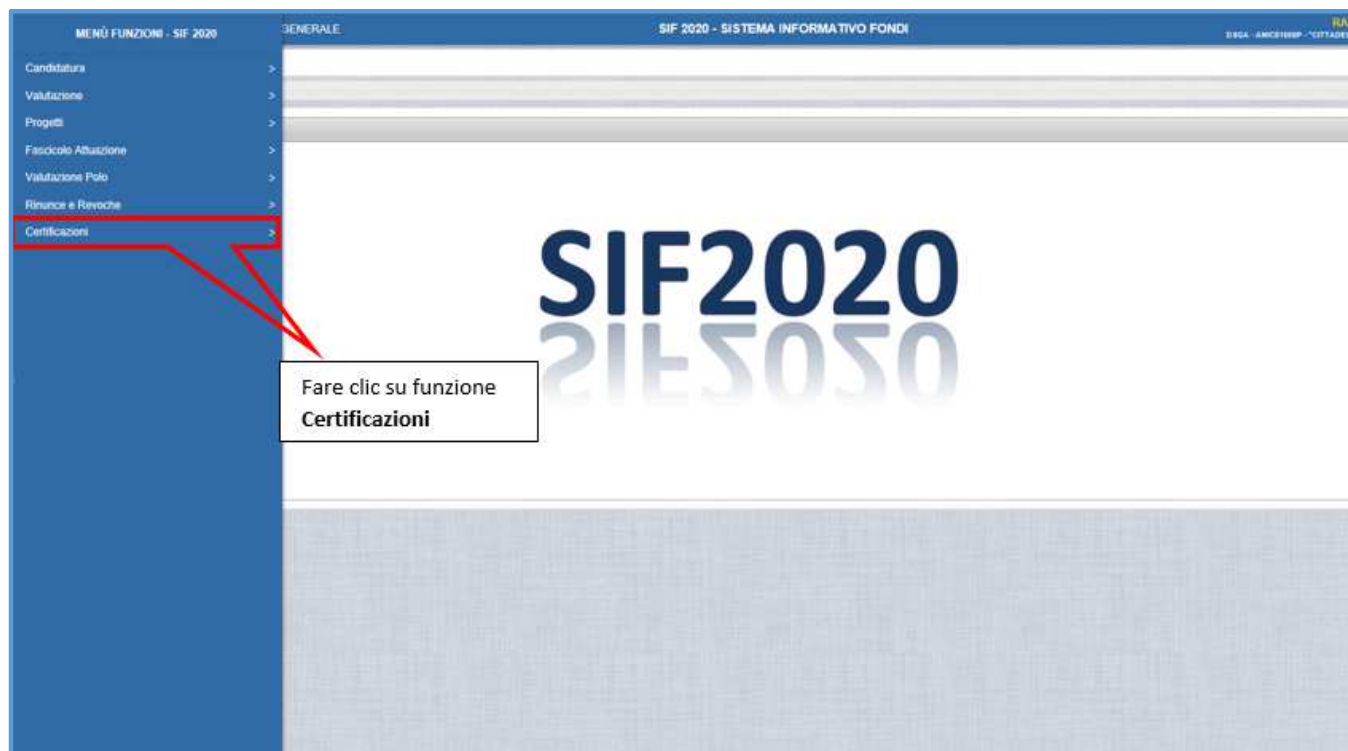 MENÙ FUNZIONI - SIF 2020
GENERALE
SIF 2020 - SISTEMA INFORMATIVO FONDI
Candidatura >
Valutazione >
Progetti >
Fascicolo Attuazione >
Valutazione Polo >
Rinunce e Revoche >
Certificazioni >
SIF2020
Fare clic su funzione
Certificazioni